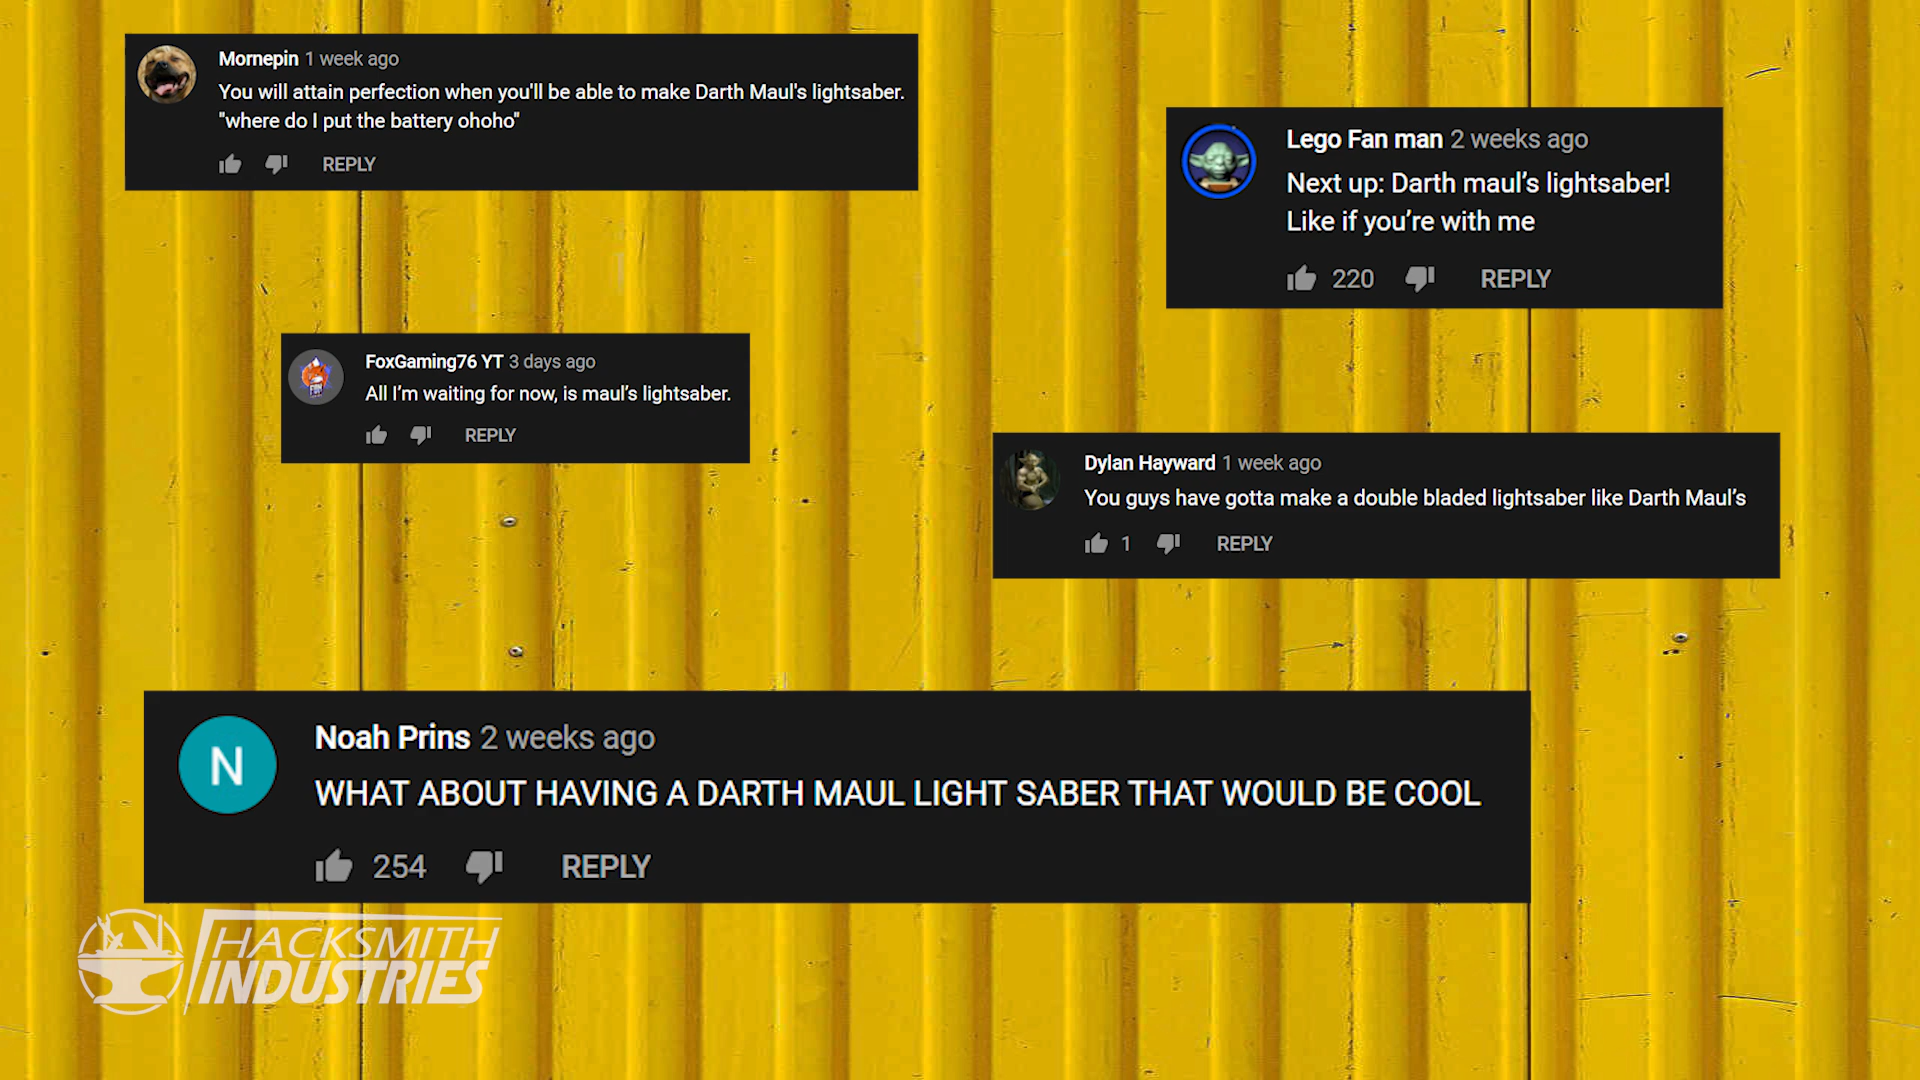 Mornepin 1 week ago
You will attain perfection when you'll be able to make Darth Maul's lightsaber.
"where do I put the battery ohoho"
REPLY
Lego Fan man 2 weeks ago
Next up: Darth maul’s lightsaber!
Like if you’re with me
220 REPLY
FoxGaming76 YT 3 days ago
All I’m waiting for now, is maul’s lightsaber.
REPLY
Dylan Hayward 1 week ago
You guys have gotta make a double bladed lightsaber like Darth Maul’s
1 REPLY
N
Noah Prins 2 weeks ago
WHAT ABOUT HAVING A DARTH MAUL LIGHT SABER THAT WOULD BE COOL
254 REPLY
HACKSMITH
INDUSTRIES